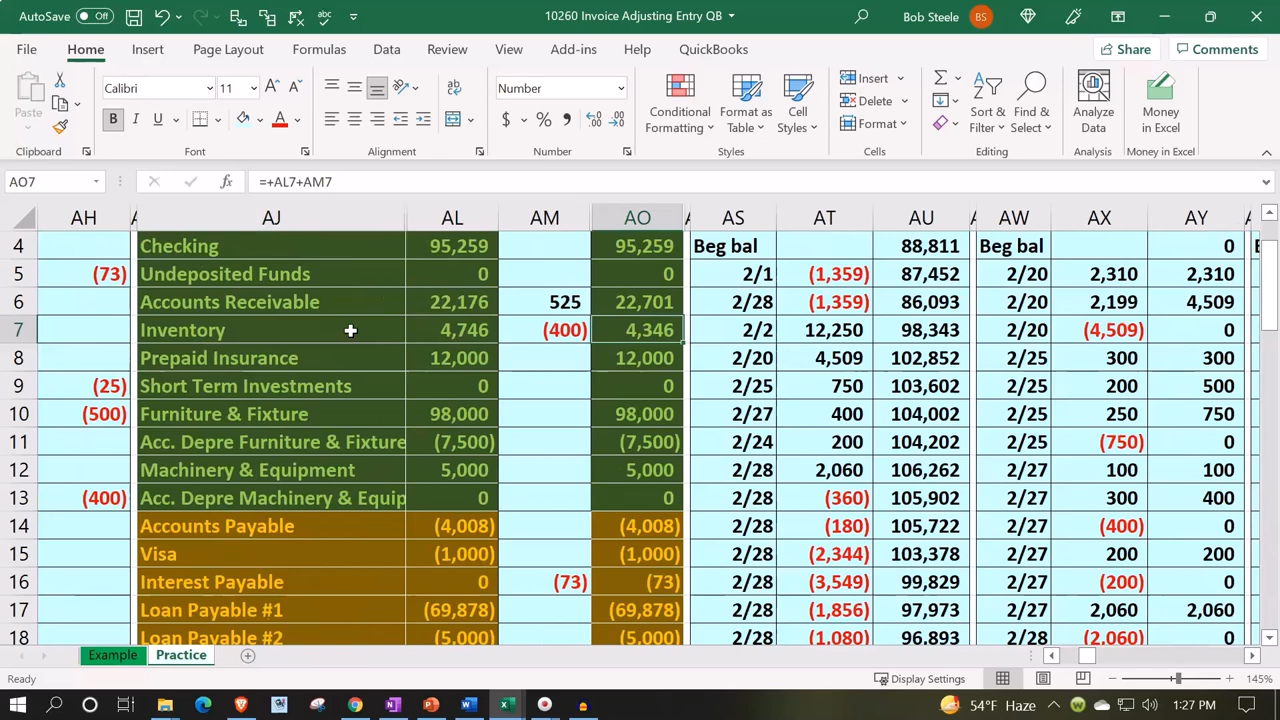 AutoSave Off 10260 Invoice Adjusting Entry QB Bob Steele BS
File Home Insert Page Layout Formulas Data Review View Add-ins Help QuickBooks Share Comments
Paste Calibri 11 A A ab Number Conditional Formatting Format as Table Cell Styles Insert Delete Format Sort & Filter Find & Select Analyze Data Money in Excel
B I U A $ % 9
Clipboard Font Alignment Number Styles Cells Editing Analysis Money in Excel
AO7 fx =+AL7+AM7
AH A AJ AL AM AO A AS AT AU A AW AX AY A
4 Checking 95,259 95,259 Beg bal 88,811 Beg bal 0
5 (73) Undeposited Funds 0 0 2/1 (1,359) 87,452 2/20 2,310 2,310
6 Accounts Receivable 22,176 525 22,701 2/28 (1,359) 86,093 2/20 2,199 4,509
7 Inventory 4,746 (400) 4,346 2/2 12,250 98,343 2/20 (4,509) 0
8 Prepaid Insurance 12,000 12,000 2/20 4,509 102,852 2/25 300 300
9 (25) Short Term Investments 0 0 2/25 750 103,602 2/25 200 500
10 (500) Furniture & Fixture 98,000 98,000 2/27 400 104,002 2/25 250 750
11 Acc. Depre Furniture & Fixture (7,500) (7,500) 2/24 200 104,202 2/25 (750) 0
12 Machinery & Equipment 5,000 5,000 2/28 2,060 106,262 2/27 100 100
13 (400) Acc. Depre Machinery & Equip 0 0 2/28 (360) 105,902 2/27 300 400
14 Accounts Payable (4,008) (4,008) 2/28 (180) 105,722 2/27 (400) 0
15 Visa (1,000) (1,000) 2/28 (2,344) 103,378 2/27 200 200
16 Interest Payable 0 (73) (73) 2/28 (3,549) 99,829 2/27 (200) 0
17 Loan Payable #1 (69,878) (69,878) 2/28 (1,856) 97,973 2/27 2,060 2,060
18 Loan Payable #2 (5,000) (5,000) 2/28 (1,080) 96,893 2/28 (2,060) 0
Example Practice
Ready Display Settings 145%
54°F Haze 1:27 PM